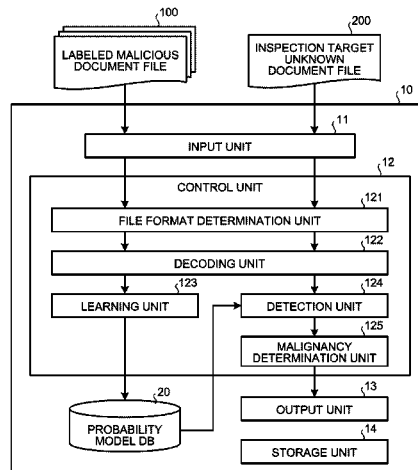 100
LABELED MALICIOUS
DOCUMENT FILE
200
INSPECTION TARGET
UNKNOWN
DOCUMENT FILE
10
11
INPUT UNIT
12
CONTROL UNIT
121
FILE FORMAT DETERMINATION UNIT
122
DECODING UNIT
123
LEARNING UNIT
124
DETECTION UNIT
125
MALIGNANCY
DETERMINATION UNIT
20
PROBABILITY
MODEL DB
13
OUTPUT UNIT
14
STORAGE UNIT